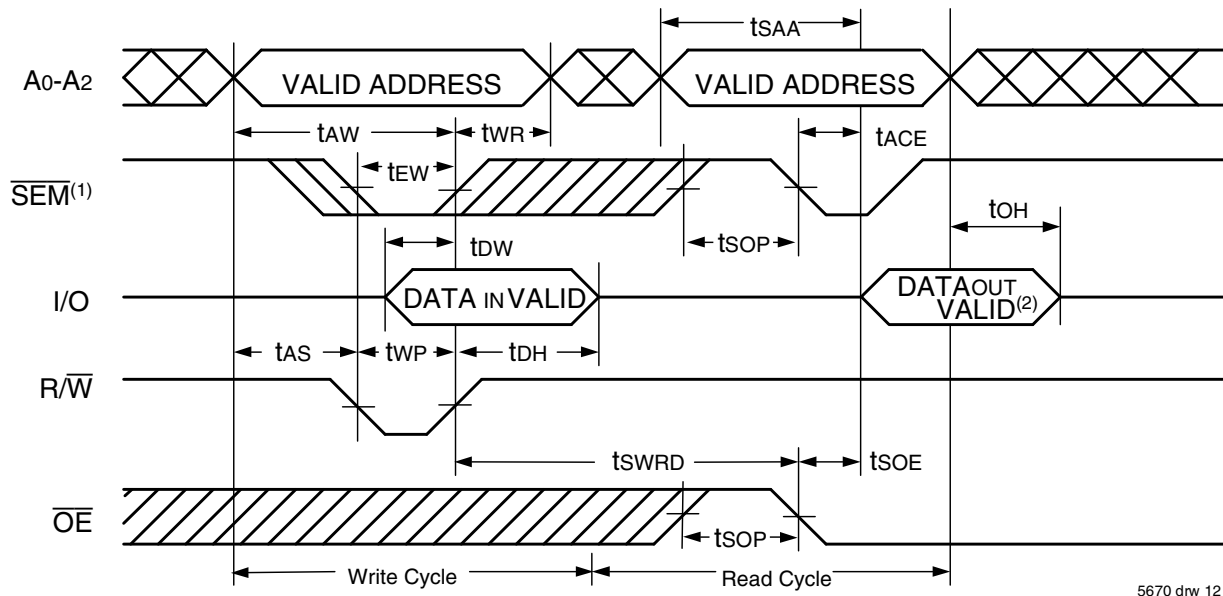 tSAA
A0-A2
VALID ADDRESS
VALID ADDRESS
tAW
tWR
tACE
tEW
SEM(1)
tSOP
tOH
tDW
I/O
DATA IN VALID
DATAOUT
VALID(2)
tAS
tWP
tDH
R/W
tSWRD
tSOE
OE
tSOP
Write Cycle
Read Cycle
5670 drw 12